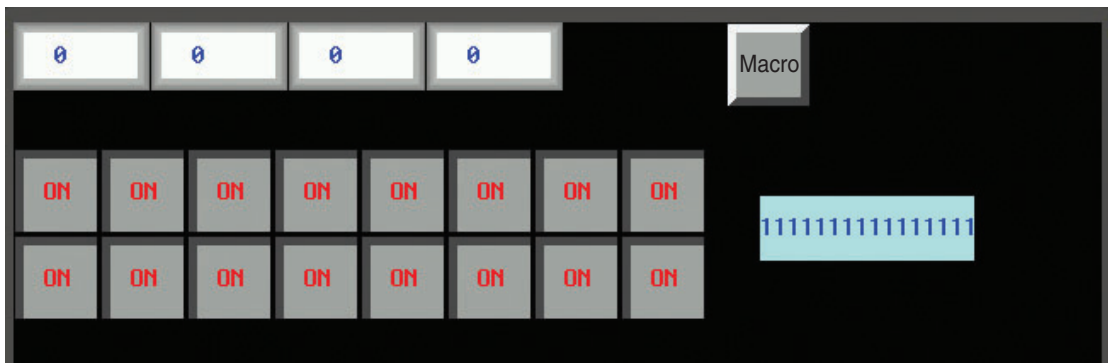 0 0 0 0 Macro
ON ON ON ON ON ON ON ON
1111111111111111
ON ON ON ON ON ON ON ON